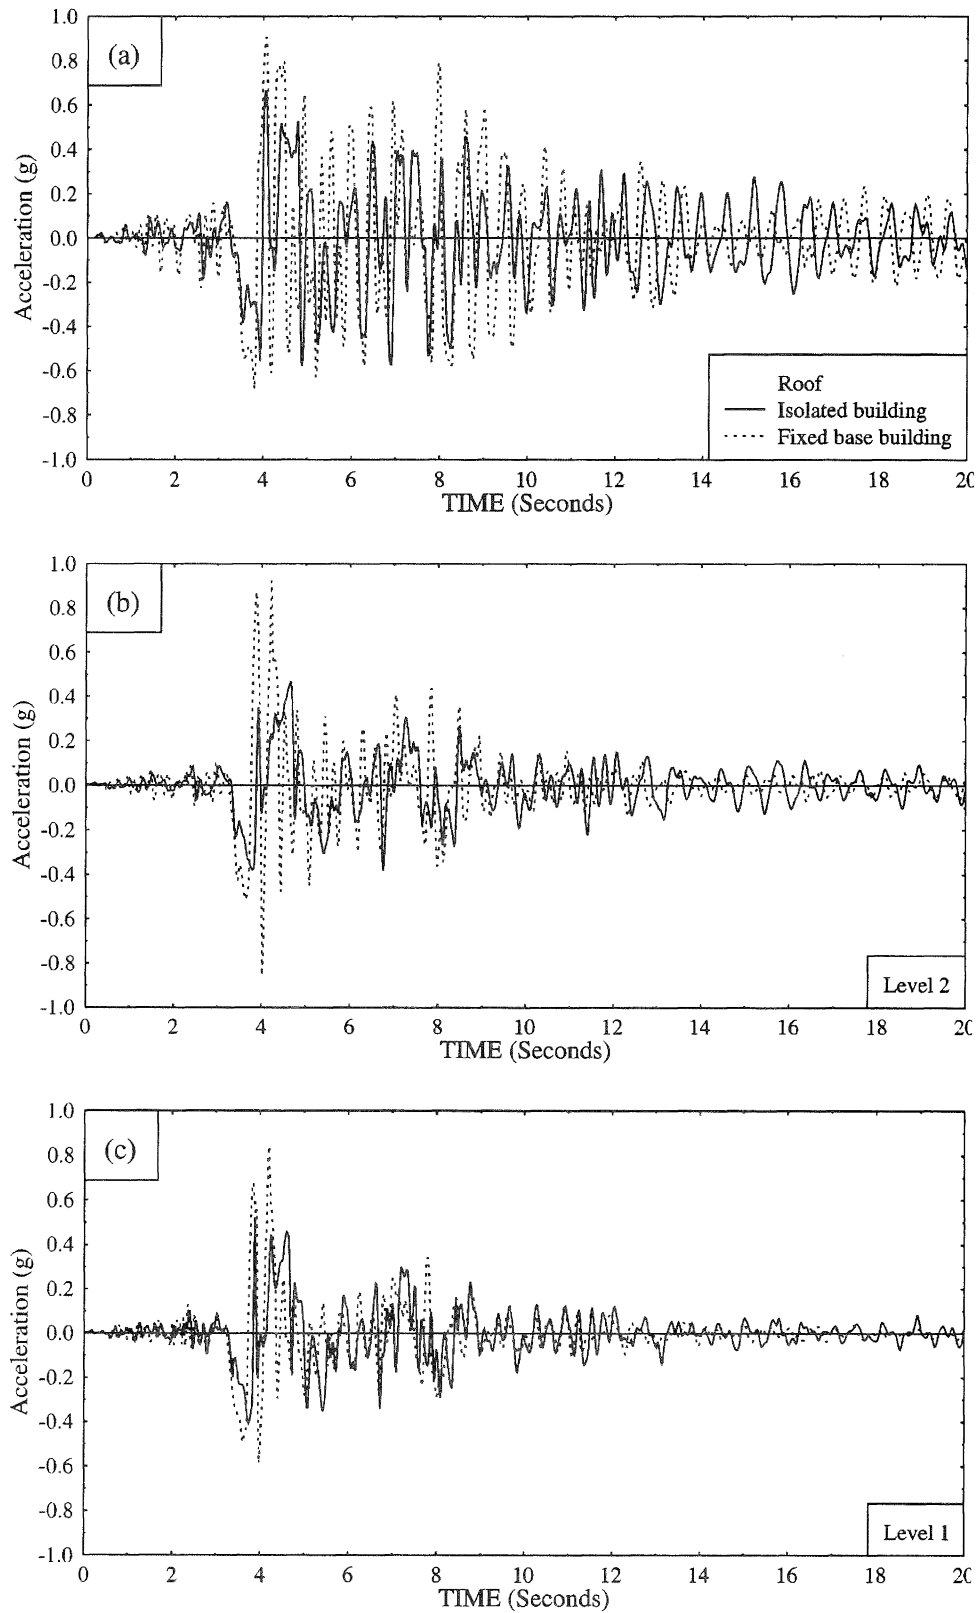 (a)
1.0
0.8
0.6
0.4
0.2
0.0
-0.2
-0.4
-0.6
-0.8
-1.0
Acceleration (g)
Roof
Isolated building
Fixed base building
0 2 4 6 8 10 12 14 16 18 20
TIME (Seconds)
(b)
1.0
0.8
0.6
0.4
0.2
0.0
-0.2
-0.4
-0.6
-0.8
-1.0
Acceleration (g)
Level 2
0 2 4 6 8 10 12 14 16 18 20
TIME (Seconds)
(c)
1.0
0.8
0.6
0.4
0.2
0.0
-0.2
-0.4
-0.6
-0.8
-1.0
Acceleration (g)
Level 1
0 2 4 6 8 10 12 14 16 18 20
TIME (Seconds)